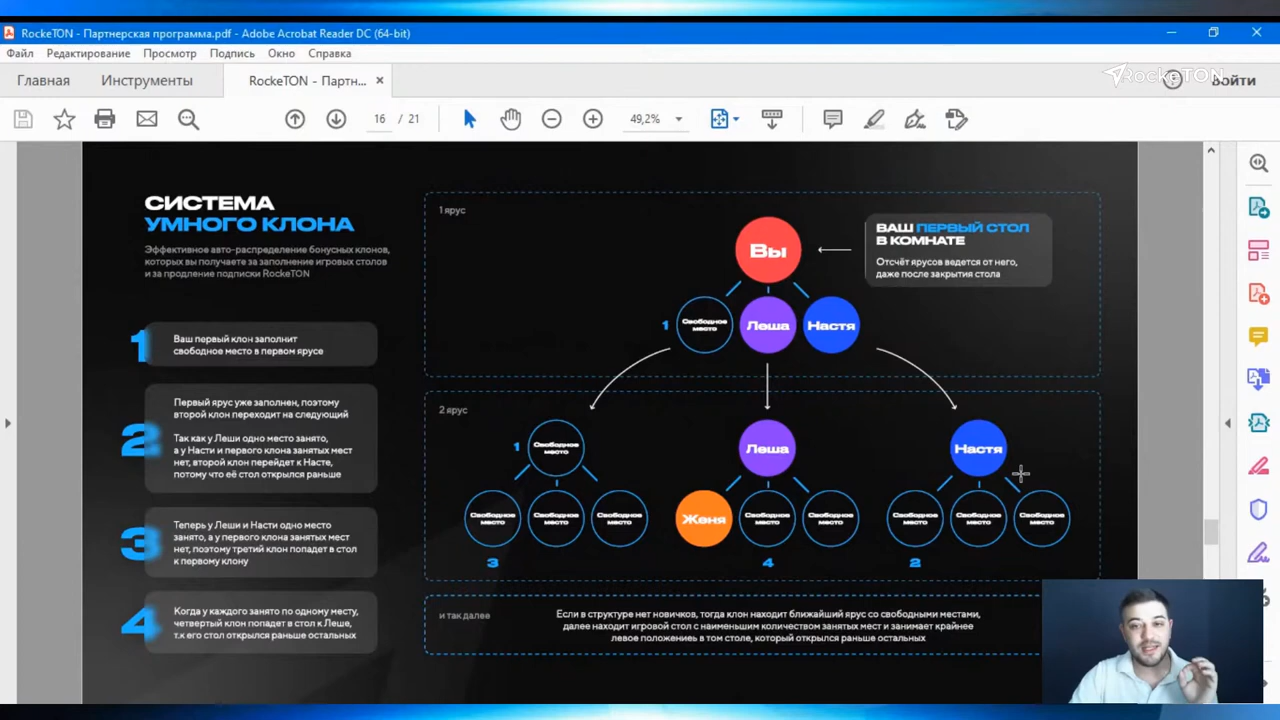 RockeTON - Партнерская программа.pdf - Adobe Acrobat Reader DC (64-bit)
Файл Редактирование Просмотр Подпись Окно Справка
Главная Инструменты RockeTON - Партн... ×
RockeTON
Войти
16 / 21
49,2%
СИСТЕМА
УМНОГО КЛОНА
Эффективное авто-распределение бонусных клонов,
которых вы получаете за заполнение игровых столов
и за продление подписки RockeTON
1
Ваш первый клон заполнит
свободное место в первом ярусе
2
Первый ярус уже заполнен, поэтому
второй клон переходит на следующий
Так как у Леши одно место занято,
а у Насти и первого клона занятых мест
нет, второй клон перейдет к Насте,
потому что её стол открылся раньше
3
Теперь у Леши и Насти одно место
занято, а у первого клона занятых мест
нет, поэтому третий клон попадет в стол
к первому клону
4
Когда у каждого занято по одному месту,
четвертый клон попадет в стол к Леше,
т.к его стол открылся раньше остальных
1 ярус
Вы
ВАШ ПЕРВЫЙ СТОЛ
В КОМНАТЕ
Отсчёт ярусов ведется от него,
даже после закрытия стола
1
Свободное
место
Леша
Настя
2 ярус
1
Свободное
место
Леша
Настя
Свободное
место
Свободное
место
Свободное
место
Женя
Свободное
место
Свободное
место
Свободное
место
Свободное
место
Свободное
место
3
4
2
и так далее
Если в структуре нет новичков, тогда клон находит ближайший ярус со свободными местами,
далее находит игровой стол с наименьшим количеством занятых мест и занимает крайнее
левое положениеь в том столе, который открылся раньше остальных